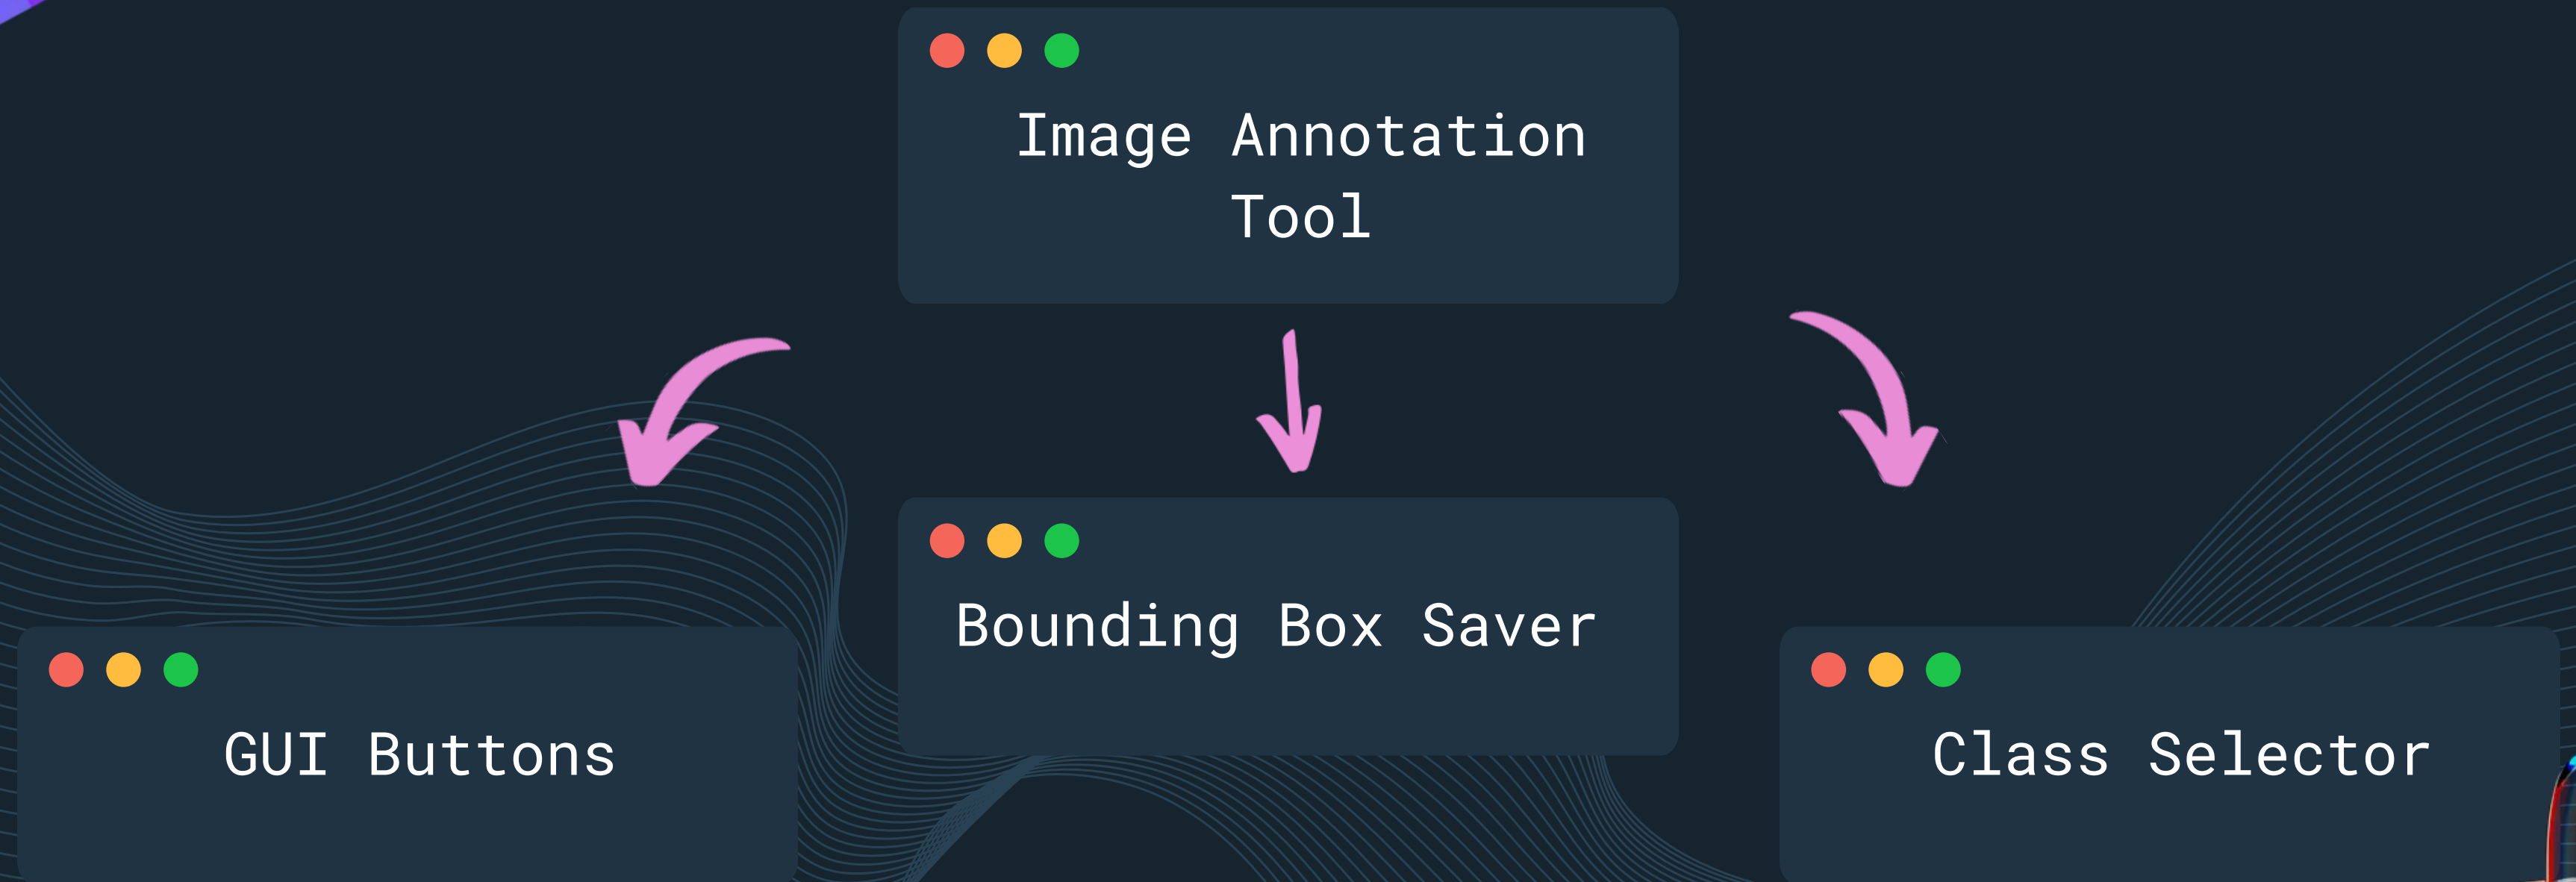 Image Annotation
Tool
Bounding Box Saver
GUI Buttons
Class Selector